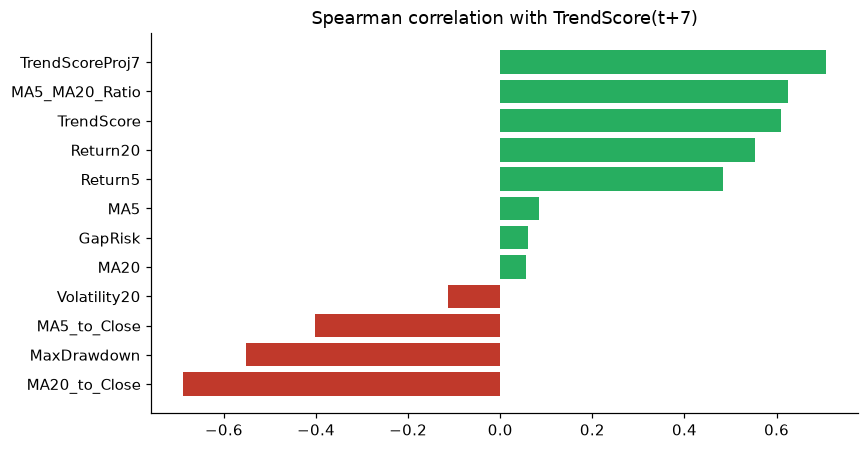 Spearman correlation with TrendScore(t+7)
TrendScoreProj7
MA5_MA20_Ratio
TrendScore
Return20
Return5
MA5
GapRisk
MA20
Volatility20
MA5_to_Close
MaxDrawdown
MA20_to_Close
−0.6 −0.4 −0.2 0.0 0.2 0.4 0.6